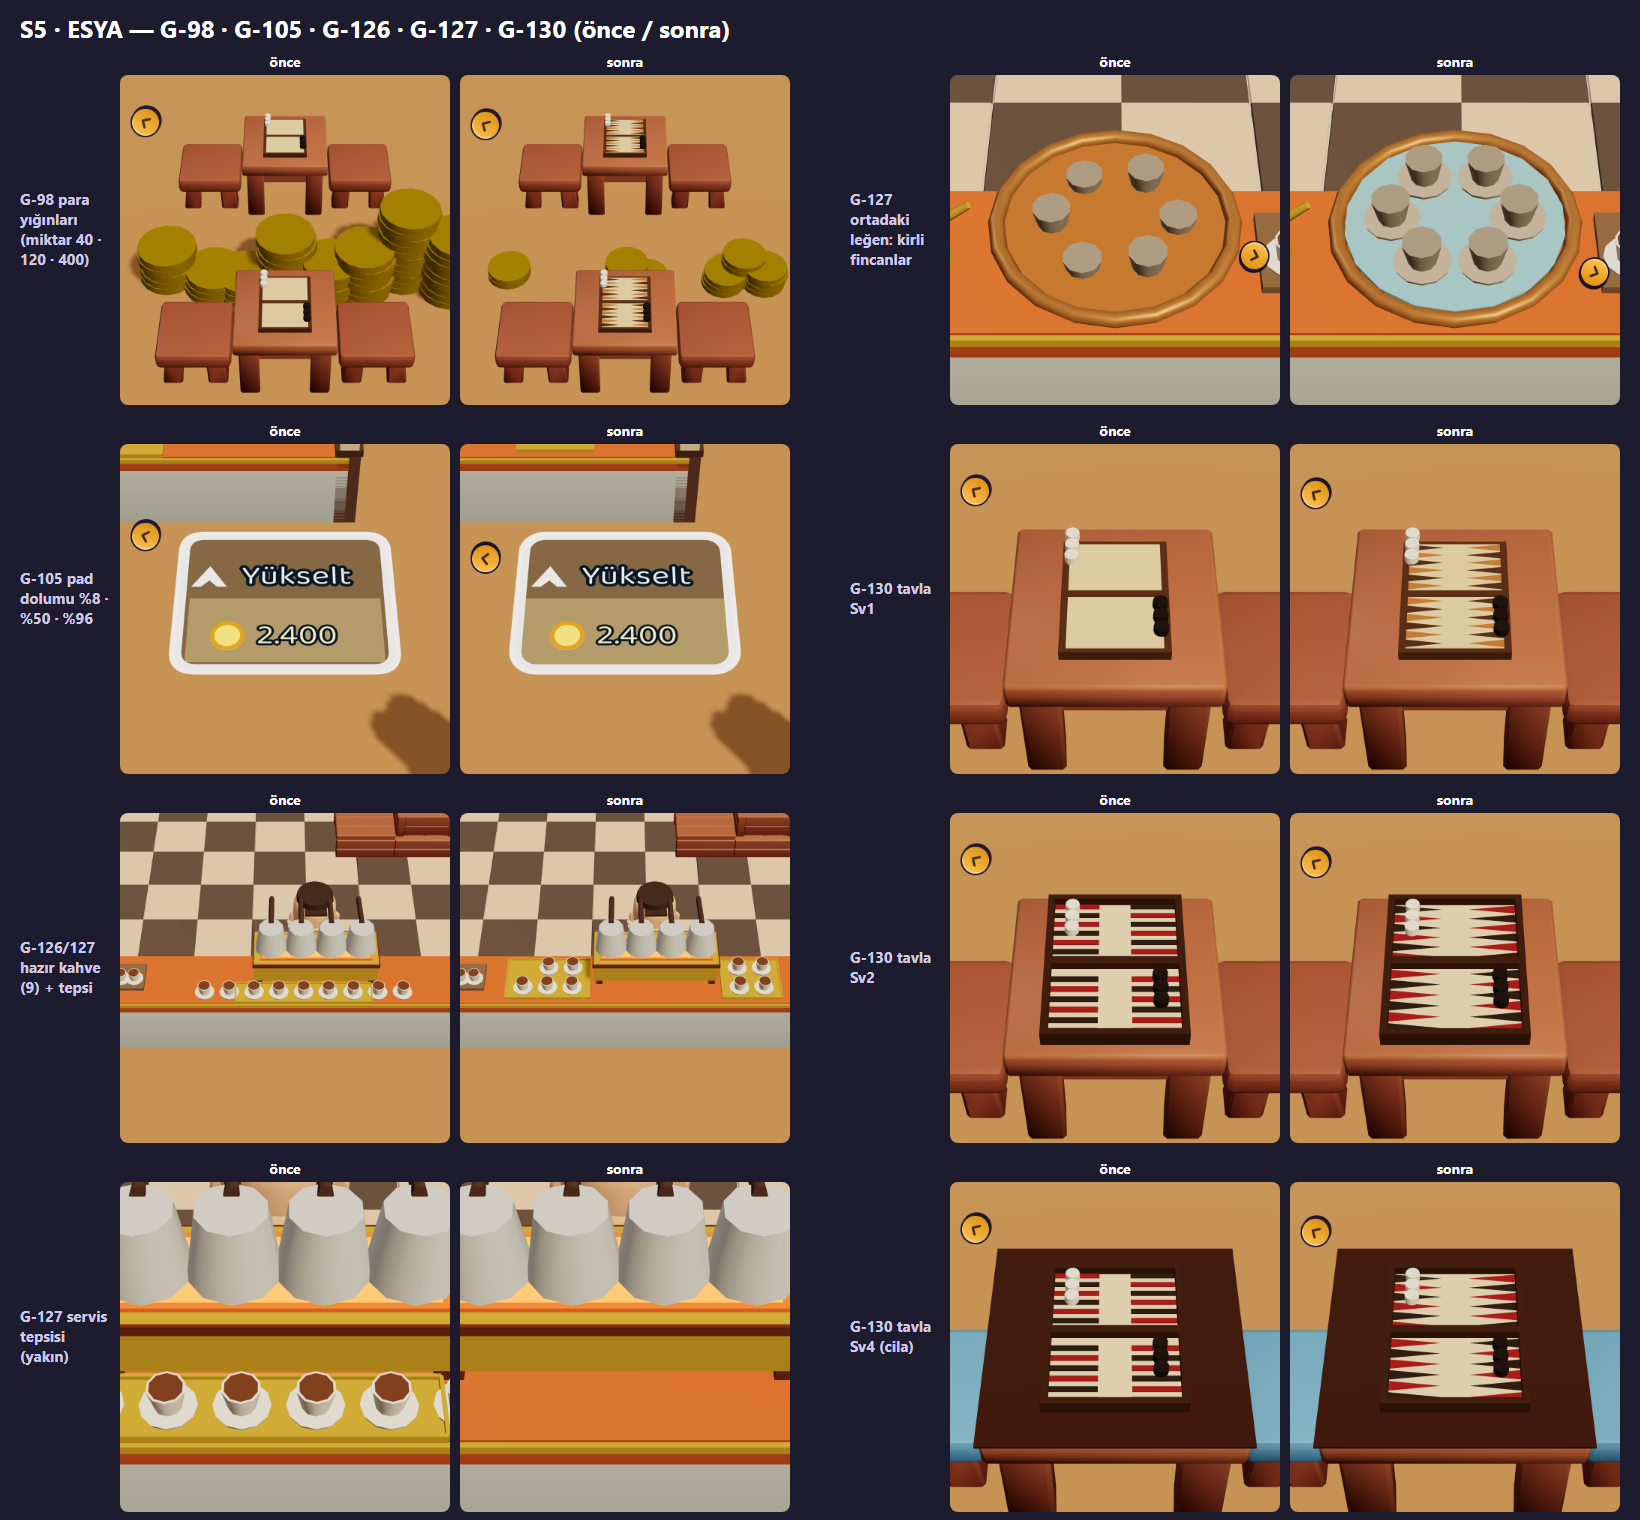 S5 · ESYA — G-98 · G-105 · G-126 · G-127 · G-130 (önce / sonra)
önce
sonra
önce
sonra
G-98 para
yığınları
(miktar 40 ·
120 · 400)
G-127
ortadaki
leğen: kirli
fincanlar
önce
sonra
önce
sonra
G-105 pad
dolumu %8 ·
%50 · %96
Yükselt
2.400
Yükselt
2.400
G-130 tavla
Sv1
önce
sonra
önce
sonra
G-126/127
hazır kahve
(9) + tepsi
G-130 tavla
Sv2
önce
sonra
önce
sonra
G-127 servis
tepsisi
(yakın)
G-130 tavla
Sv4 (cila)